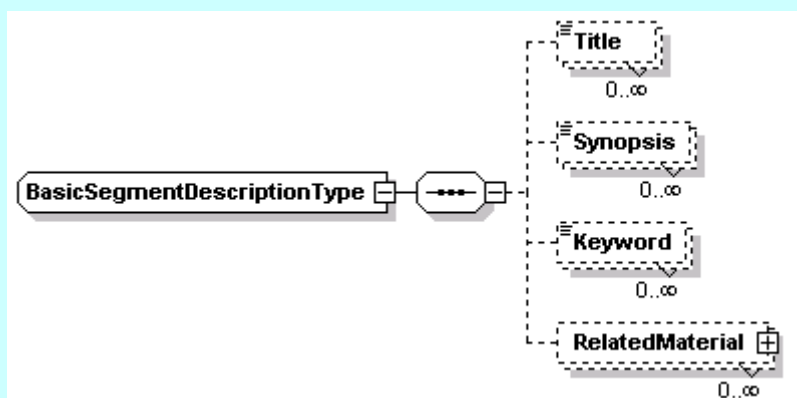 Title
0..∞
Synopsis
0..∞
BasicSegmentDescriptionType
Keyword
0..∞
RelatedMaterial
0..∞